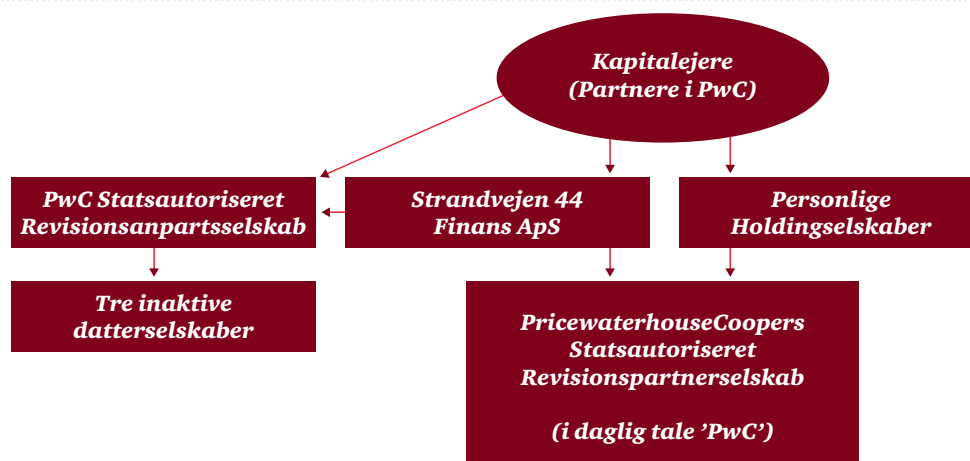 Kapitalejere
(Partnere i PwC)
PwC Statsautoriseret
Revisionsanpartsselskab
Strandvejen 44
Finans ApS
Personlige
Holdingselskaber
Tre inaktive
datterselskaber
PricewaterhouseCoopers
Statsautoriseret
Revisionspartnerselskab
(i daglig tale ’PwC’)